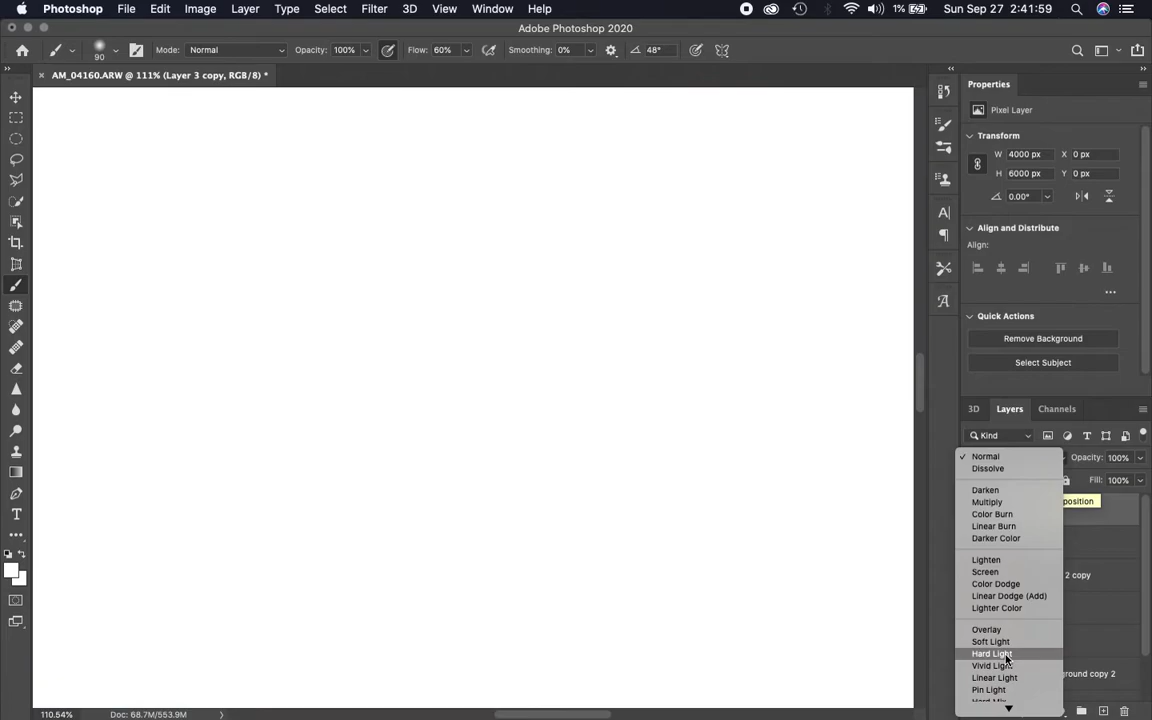 Photoshop File Edit Image Layer Type Select Filter 3D View Window Help 1% Sun Sep 27 2:41:59
Adobe Photoshop 2020
90 Mode: Normal Opacity: 100% Flow: 60% Smoothing: 0% 48°
AM_04160.ARW @ 111% (Layer 3 copy, RGB/8) *
Properties
Pixel Layer
Transform
W 4000 px X 0 px
H 6000 px Y 0 px
0.00°
Align and Distribute
Align:
Quick Actions
Remove Background
Select Subject
3D Layers Channels
Kind
Normal Opacity: 100%
Dissolve
Fill: 100%
Darken
Multiply position
Color Burn
Linear Burn
Darker Color
Lighten
Screen 2 copy
Color Dodge
Linear Dodge (Add)
Lighter Color
Overlay
Soft Light
Hard Light
Vivid Light
Linear Light ground copy 2
Pin Light
110.54% Doc: 68.7M/553.9M